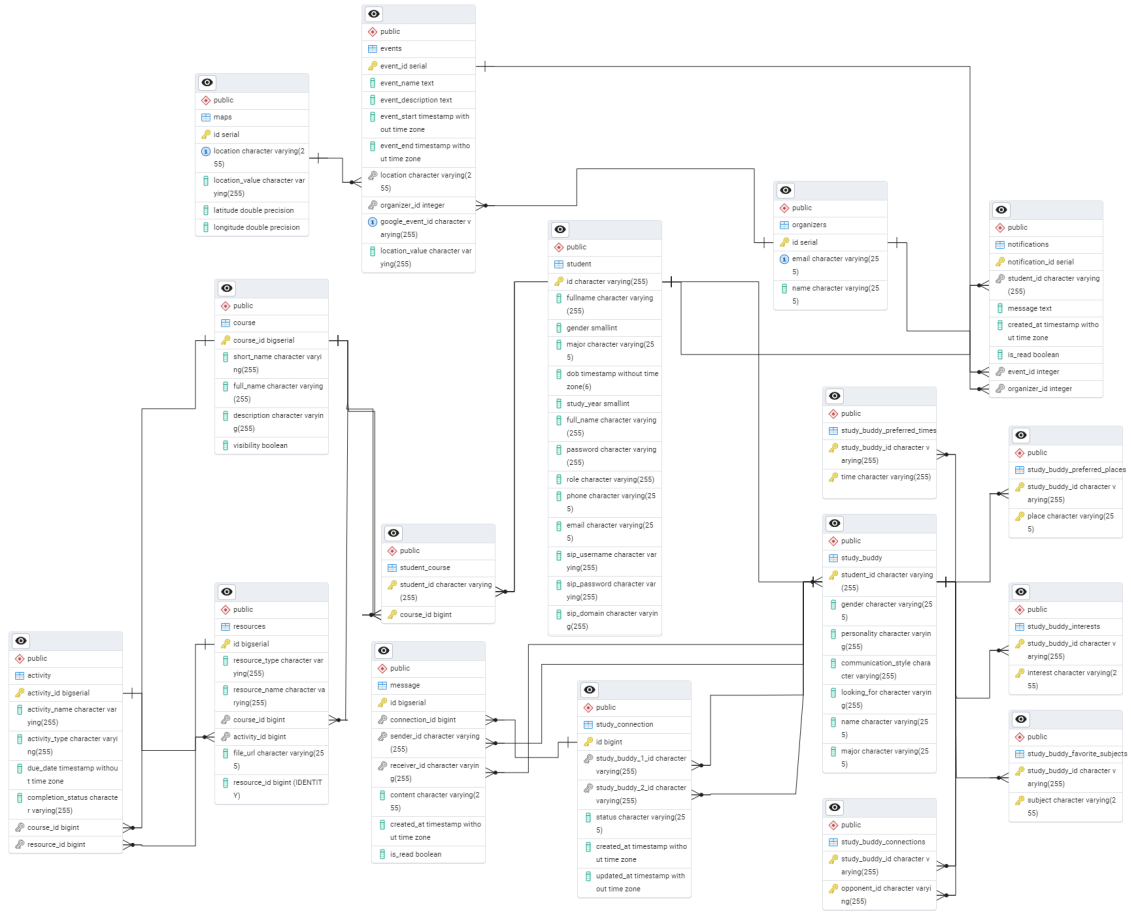 public
events
event_id serial
event_name text
event_description text
event_start timestamp with
out time zone
event_end timestamp witho
ut time zone
location character varying(2
55)
organizer_id integer
google_event_id character v
arying(255)
location_value character var
ying(255)
public
maps
id serial
location character varying(2
55)
location_value character var
ying(255)
latitude double precision
longitude double precision
public
organizers
id serial
email character varying(25
5)
name character varying(25
5)
public
notifications
notification_id serial
student_id character varying
(255)
message text
created_at timestamp witho
ut time zone
is_read boolean
event_id integer
organizer_id integer
public
student
id character varying(255)
fullname character varying
(255)
gender smallint
major character varying(25
5)
dob timestamp without time
zone(6)
study_year smallint
full_name character varying
(255)
password character varying
(255)
role character varying(255)
phone character varying(25
5)
email character varying(25
5)
sip_username character var
ying(255)
sip_password character var
ying(255)
sip_domain character varyin
g(255)
public
course
course_id bigserial
short_name character varyi
ng(255)
full_name character varying
(255)
description character varyin
g(255)
visibility boolean
public
study_buddy_preferred_times
study_buddy_id character v
arying(255)
time character varying(255)
public
study_buddy_preferred_places
study_buddy_id character v
arying(255)
place character varying(25
5)
public
student_course
student_id character varying
(255)
course_id bigint
public
study_buddy
student_id character varying
(255)
gender character varying(25
5)
personality character varyin
g(255)
communication_style chara
cter varying(255)
looking_for character varyin
g(255)
name character varying(25
5)
major character varying(25
5)
public
resources
id bigserial
resource_type character var
ying(255)
resource_name character va
rying(255)
course_id bigint
activity_id bigint
file_url character varying(25
5)
resource_id bigint (IDENTIT
Y)
public
study_buddy_interests
study_buddy_id character v
arying(255)
interest character varying(2
55)
public
activity
activity_id bigserial
activity_name character vary
ing(255)
activity_type character varyi
ng(255)
due_date timestamp withou
t time zone
completion_status characte
r varying(255)
course_id bigint
resource_id bigint
public
message
id bigserial
connection_id bigint
sender_id character varying
(255)
receiver_id character varyin
g(255)
content character varying(2
55)
created_at timestamp witho
ut time zone
is_read boolean
public
study_connection
id bigint
study_buddy_1_id character
varying(255)
study_buddy_2_id character
varying(255)
status character varying(25
5)
created_at timestamp witho
ut time zone
updated_at timestamp with
out time zone
public
study_buddy_favorite_subjects
study_buddy_id character v
arying(255)
subject character varying(2
55)
public
study_buddy_connections
study_buddy_id character v
arying(255)
opponent_id character varyi
ng(255)